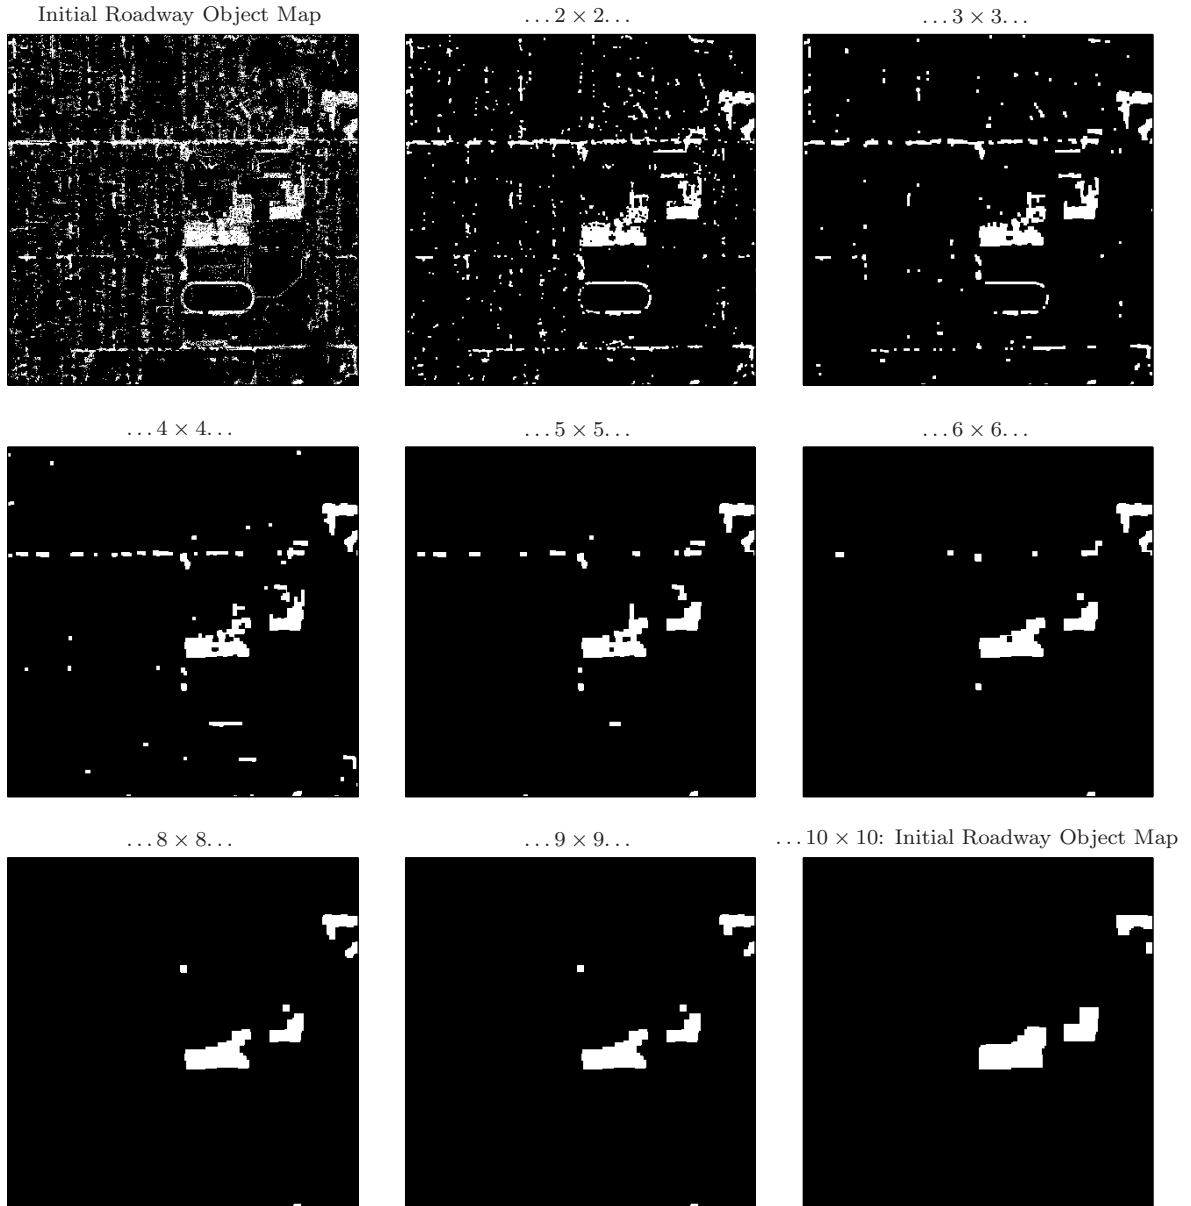 Initial Roadway Object Map
...2 × 2...
...3 × 3...
...4 × 4...
...5 × 5...
...6 × 6...
...8 × 8...
...9 × 9...
...10 × 10: Initial Roadway Object Map